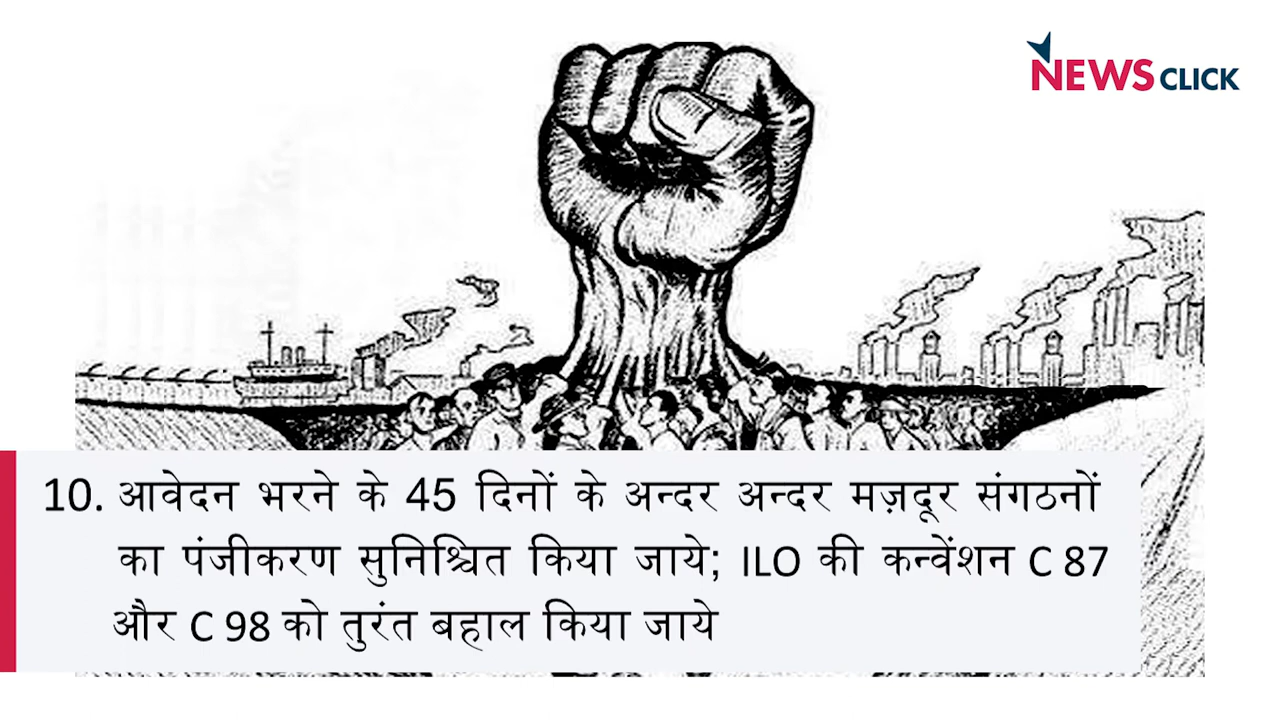 NEWSCLICK
10. आवेदन भरने के 45 दिनों के अन्दर अन्दर मज़दूर संगठनों
का पंजीकरण सुनिश्चित किया जाये; ILO की कन्वेंशन C 87
और C 98 को तुरंत बहाल किया जाये